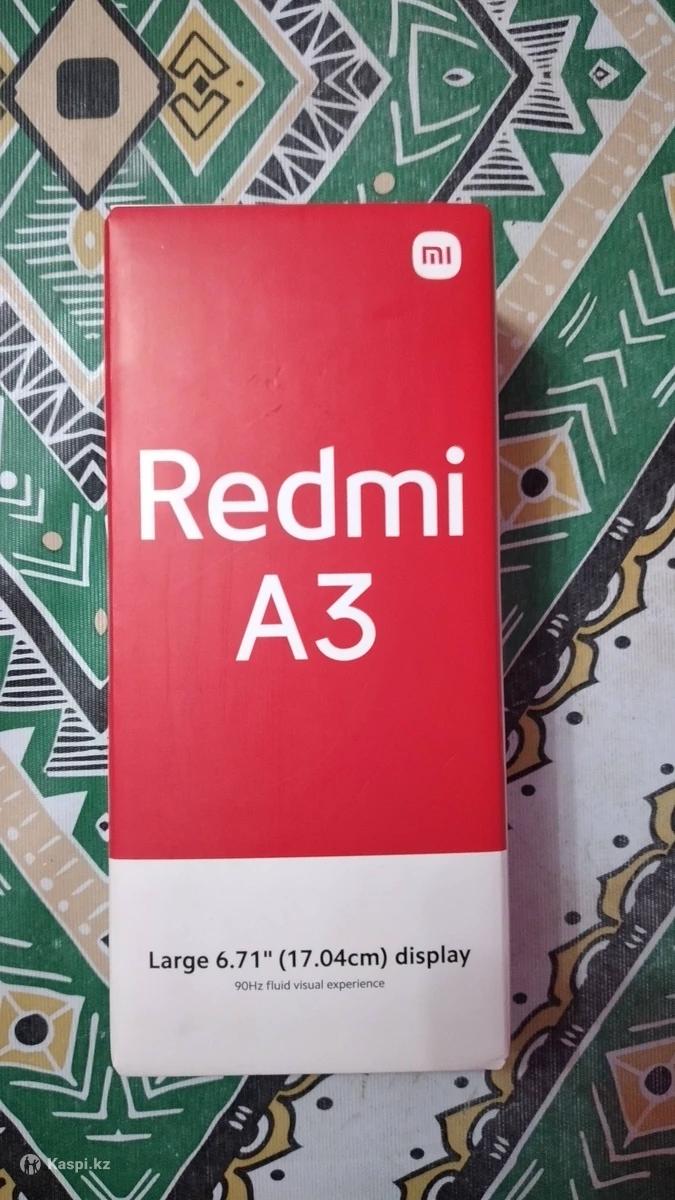 mi
Redmi
A3
Large 6.71" (17.04cm) display
90Hz fluid visual experience
Kaspi.kz